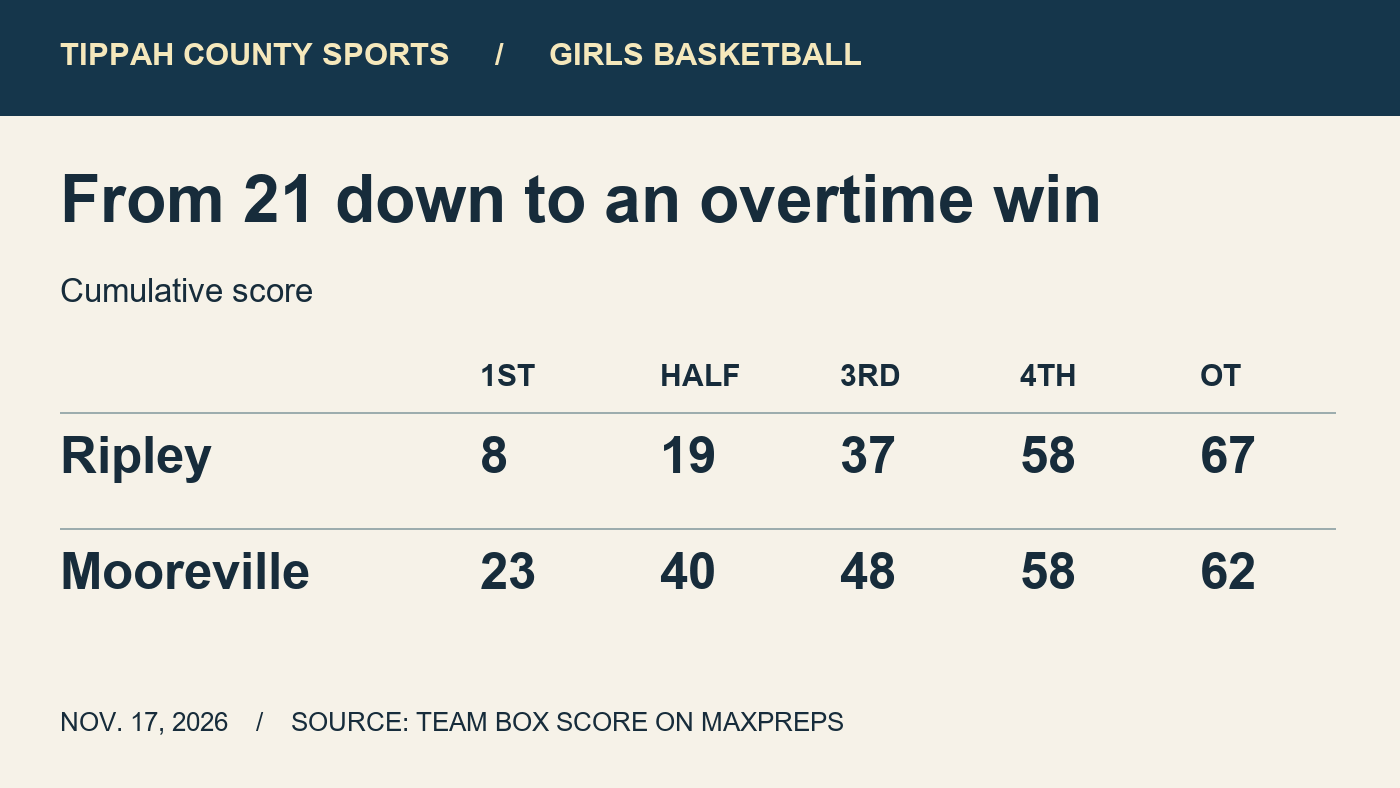 TIPPAH COUNTY SPORTS / GIRLS BASKETBALL
From 21 down to an overtime win
Cumulative score
1ST HALF 3RD 4TH OT
Ripley 8 19 37 58 67
Mooreville 23 40 48 58 62
NOV. 17, 2026 / SOURCE: TEAM BOX SCORE ON MAXPREPS